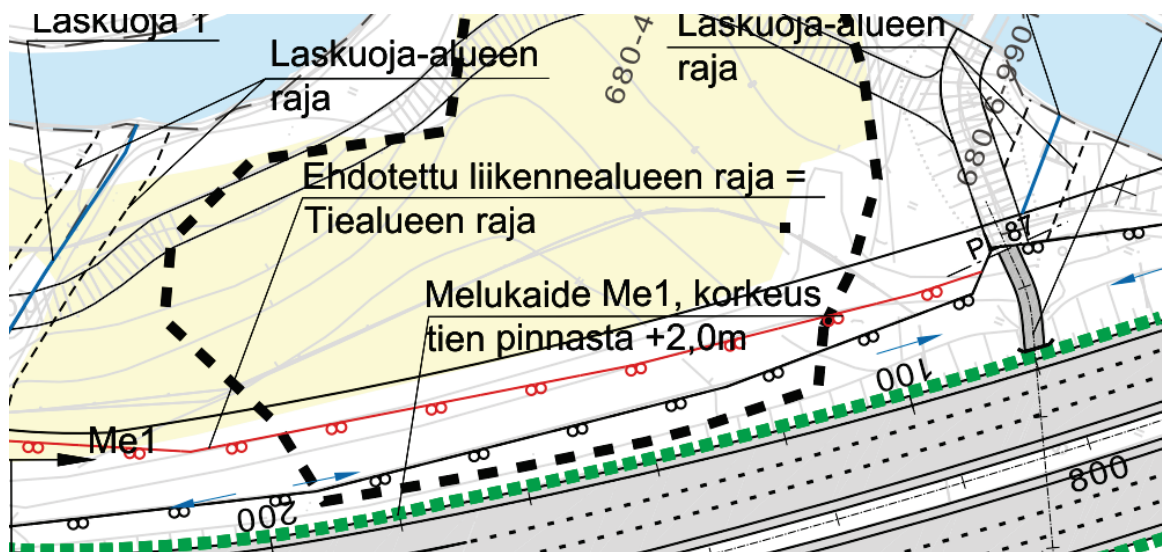 Laskuoja 1
Laskuoja-alueen
raja
Laskuoja-alueen
raja
680-4
680-6-990
Ehdotettu liikennealueen raja =
Tiealueen raja
Melukaide Me1, korkeus
tien pinnasta +2,0m
P
87
Me1
100
200
800